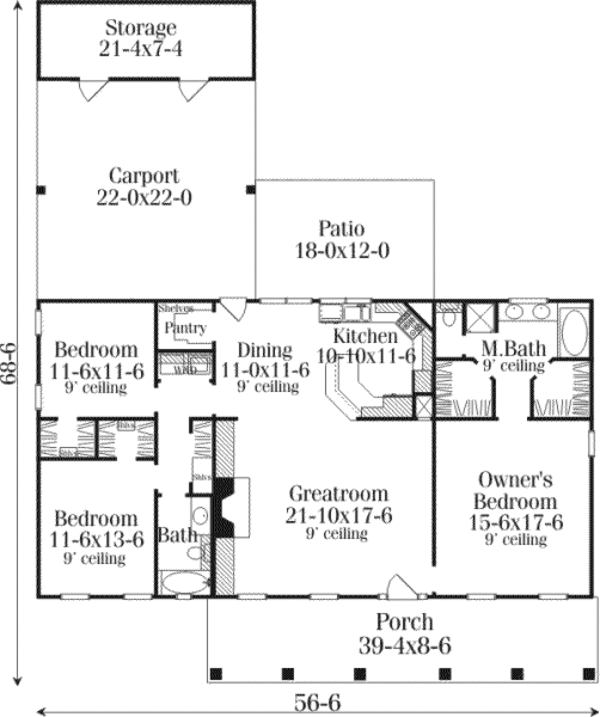 Storage
21-4x7-4
Carport
22-0x22-0
Patio
18-0x12-0
68-6
Shelves
Pantry
Kitchen
10-10x11-6
Dining
11-0x11-6
9' ceiling
Bedroom
11-6x11-6
9' ceiling
W/D
M.Bath
9' ceiling
Shlvs
Shlvs
Shlvs
Greatroom
21-10x17-6
9' ceiling
Owner's
Bedroom
15-6x17-6
9' ceiling
Bedroom
11-6x13-6
9' ceiling
Bath
Porch
39-4x8-6
56-6